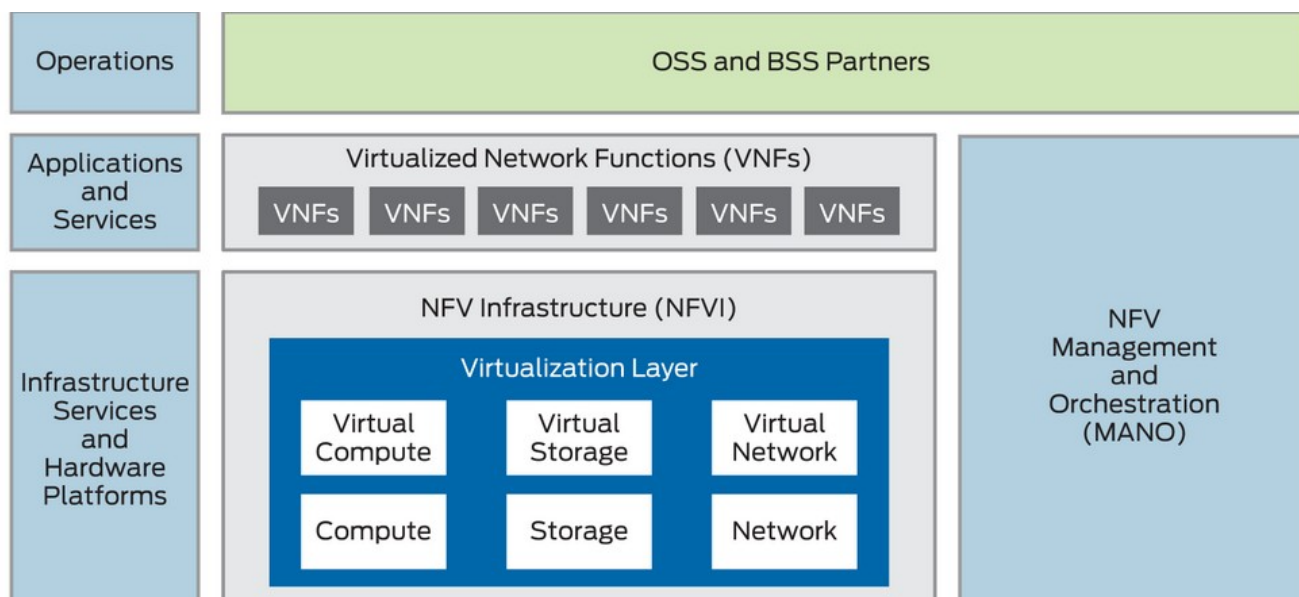 Operations
OSS and BSS Partners
Applications
and
Services
Virtualized Network Functions (VNFs)
VNFs
VNFs
VNFs
VNFs
VNFs
VNFs
Infrastructure
Services
and
Hardware
Platforms
NFV Infrastructure (NFVI)
Virtualization Layer
Virtual
Compute
Virtual
Storage
Virtual
Network
Compute
Storage
Network
NFV
Management
and
Orchestration
(MANO)